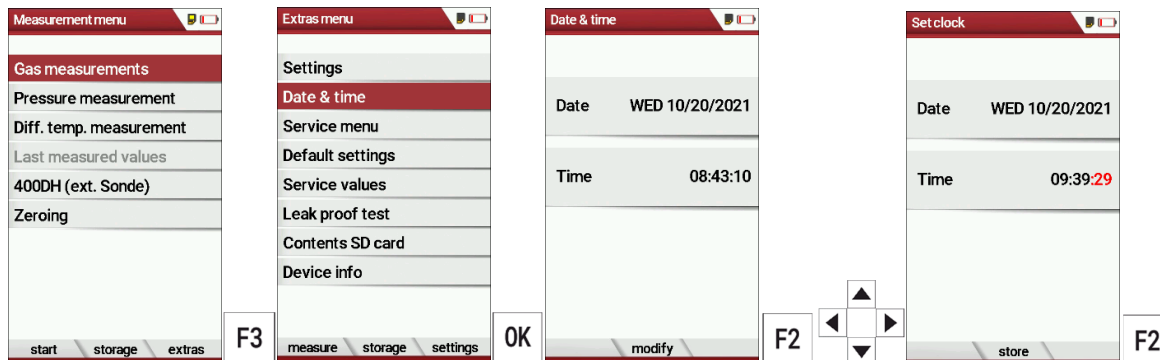 Measurement menu
Gas measurements
Pressure measurement
Diff. temp. measurement
Last measured values
400DH (ext. Sonde)
Zeroing
start storage extras
F3
Extras menu
Settings
Date & time
Service menu
Default settings
Service values
Leak proof test
Contents SD card
Device info
measure storage settings
OK
Date & time
Date WED 10/20/2021
Time 08:43:10
modify
F2
Set clock
Date WED 10/20/2021
Time 09:39:29
store
F2